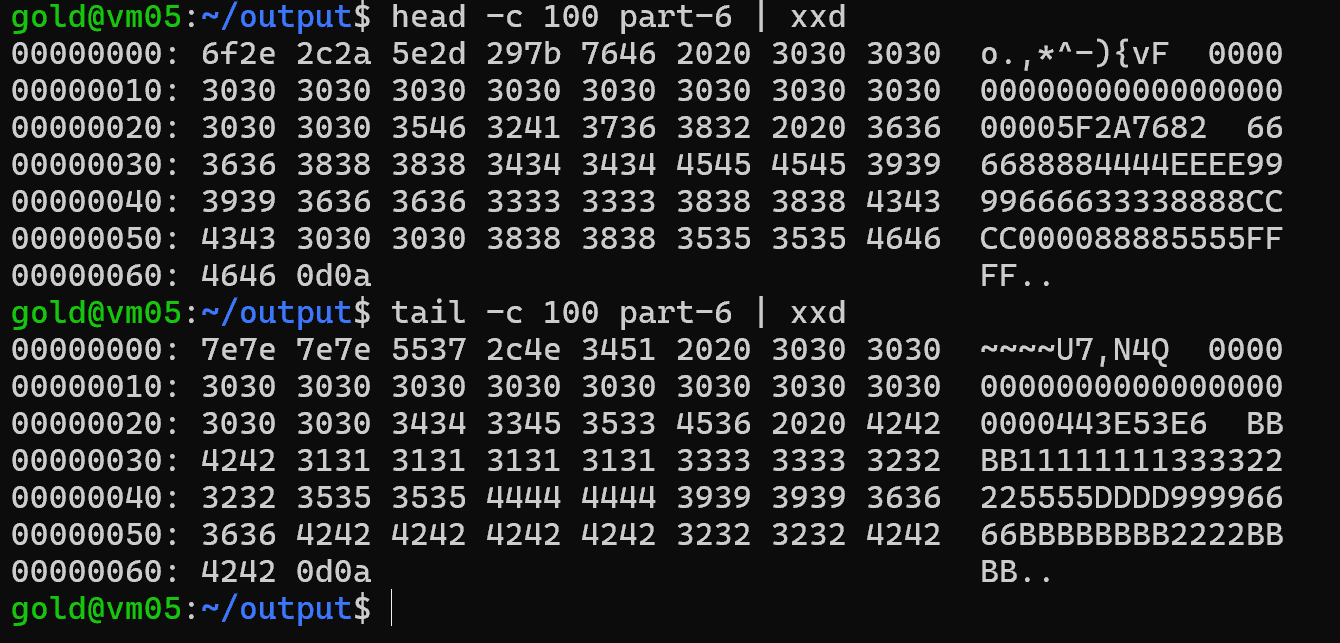 gold@vm05:~/output$ head -c 100 part-6 | xxd
00000000: 6f2e 2c2a 5e2d 297b 7646 2020 3030 3030  o.,*^-){vF  0000
00000010: 3030 3030 3030 3030 3030 3030 3030 3030  0000000000000000
00000020: 3030 3030 3546 3241 3736 3832 2020 3636  00005F2A7682  66
00000030: 3636 3838 3838 3434 3434 4545 4545 3939  668888444​4EEEE99
00000040: 3939 3636 3636 3333 3333 3838 3838 4343  99666633338888CC
00000050: 4343 3030 3030 3838 3838 3535 3535 4646  CC000088885555FF
00000060: 4646 0d0a                                FF..
gold@vm05:~/output$ tail -c 100 part-6 | xxd
00000000: 7e7e 7e7e 5537 2c4e 3451 2020 3030 3030  ~~~~U7,N4Q  0000
00000010: 3030 3030 3030 3030 3030 3030 3030 3030  0000000000000000
00000020: 3030 3030 3434 3345 3533 4536 2020 4242  0000443E53E6  BB
00000030: 4242 3131 3131 3131 3131 3333 3333 3232  BB11111111333322
00000040: 3232 3535 3535 4444 4444 3939 3939 3636  225555DDDD999966
00000050: 3636 4242 4242 4242 4242 3232 3232 4242  66BBBBBBBB2222BB
00000060: 4242 0d0a                                BB..
gold@vm05:~/output$